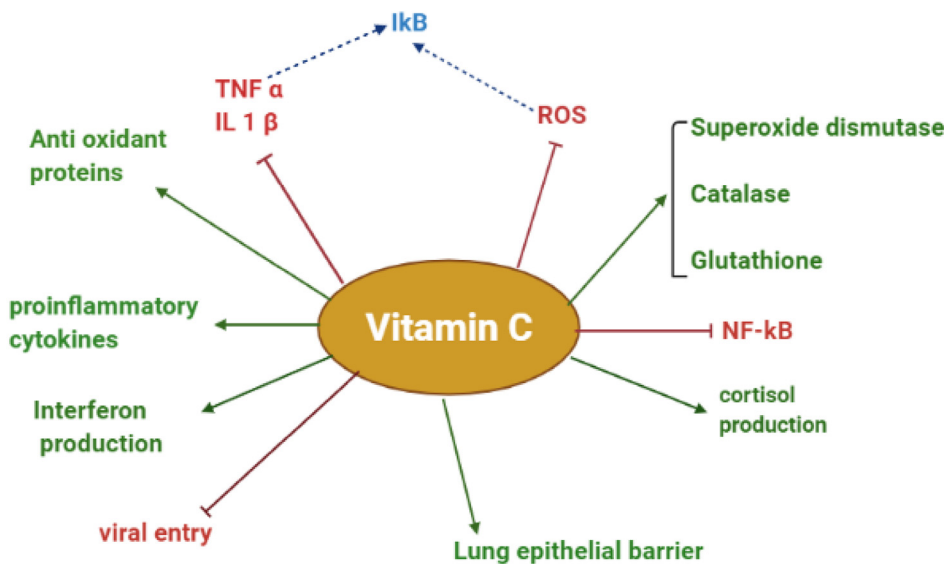 IkB
TNF α
IL 1 β
ROS
Anti oxidant
proteins
Superoxide dismutase
Catalase
Glutathione
proinflammatory
cytokines
Vitamin C
NF-kB
Interferon
production
cortisol
production
viral entry
Lung epithelial barrier